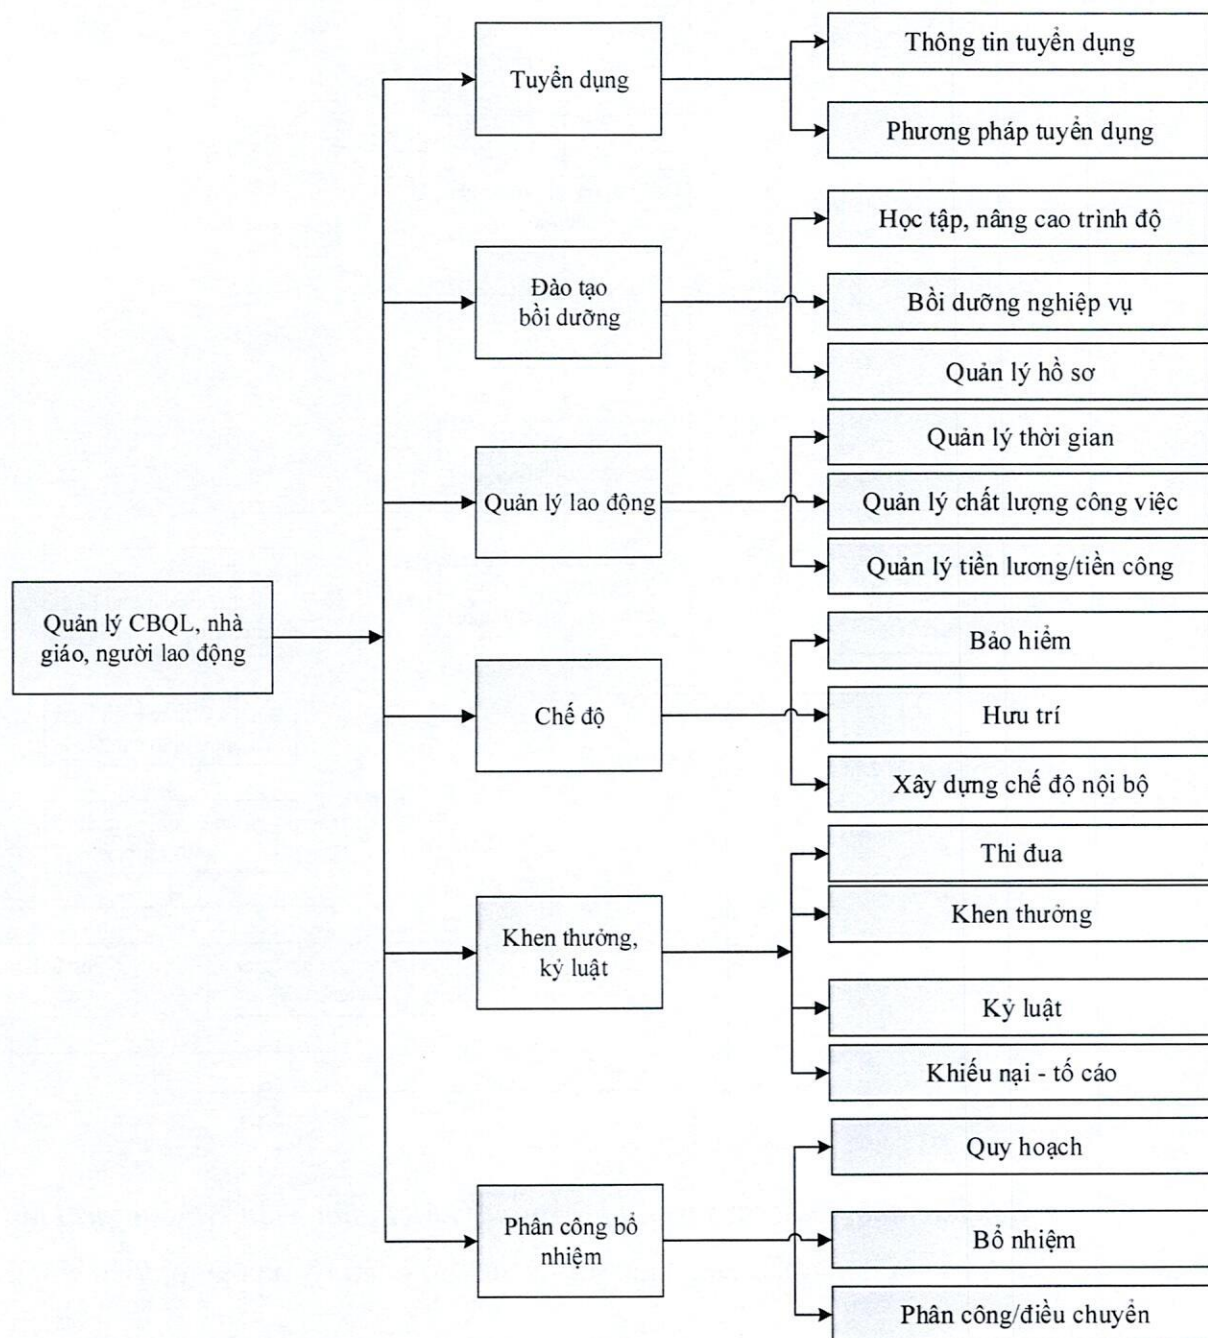 Tuyển dụng
Thông tin tuyển dụng
Phương pháp tuyển dụng
Đào tạo
bồi dưỡng
Học tập, nâng cao trình độ
Bồi dưỡng nghiệp vụ
Quản lý hồ sơ
Quản lý lao động
Quản lý thời gian
Quản lý chất lượng công việc
Quản lý tiền lương/tiền công
Quản lý CBQL, nhà
giáo, người lao động
Chế độ
Bảo hiểm
Hưu trí
Xây dựng chế độ nội bộ
Khen thưởng,
kỷ luật
Thi đua
Khen thưởng
Kỷ luật
Khiếu nại - tố cáo
Phân công bổ
nhiệm
Quy hoạch
Bổ nhiệm
Phân công/điều chuyển